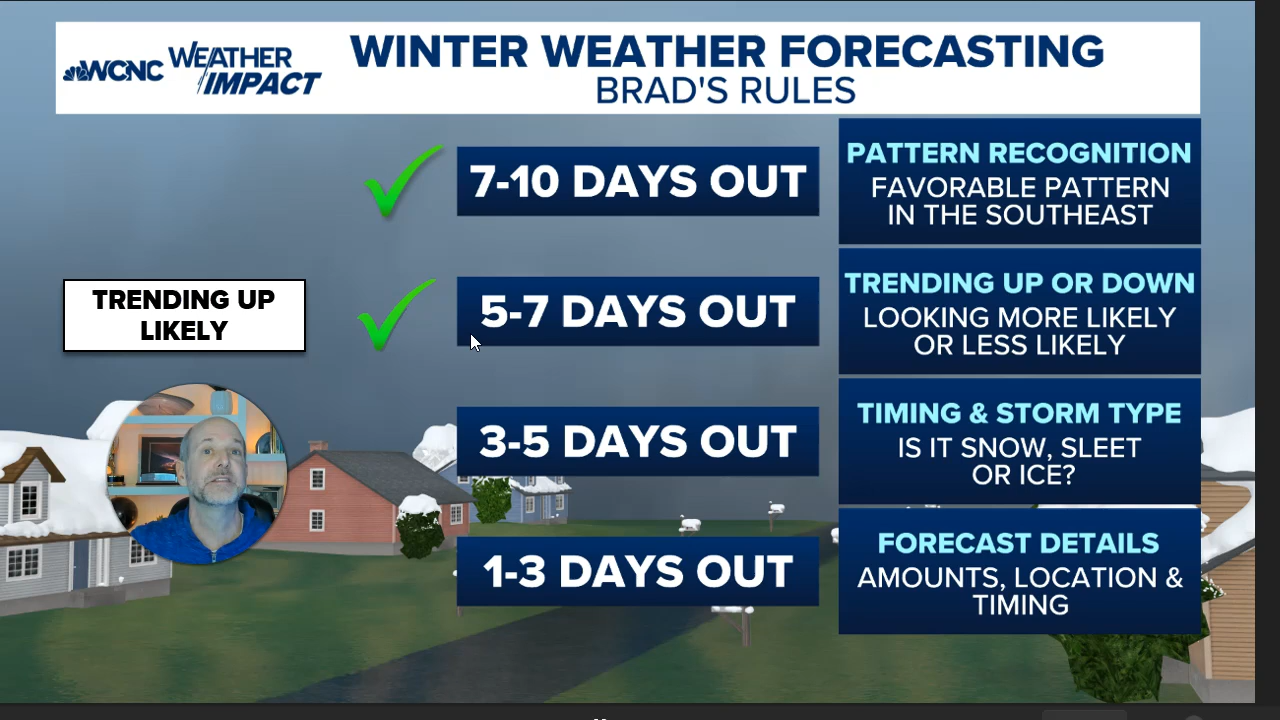 WCNC WEATHER IMPACT
WINTER WEATHER FORECASTING
BRAD'S RULES
7-10 DAYS OUT
PATTERN RECOGNITION
FAVORABLE PATTERN
IN THE SOUTHEAST
TRENDING UP
LIKELY
5-7 DAYS OUT
TRENDING UP OR DOWN
LOOKING MORE LIKELY
OR LESS LIKELY
3-5 DAYS OUT
TIMING & STORM TYPE
IS IT SNOW, SLEET
OR ICE?
1-3 DAYS OUT
FORECAST DETAILS
AMOUNTS, LOCATION &
TIMING